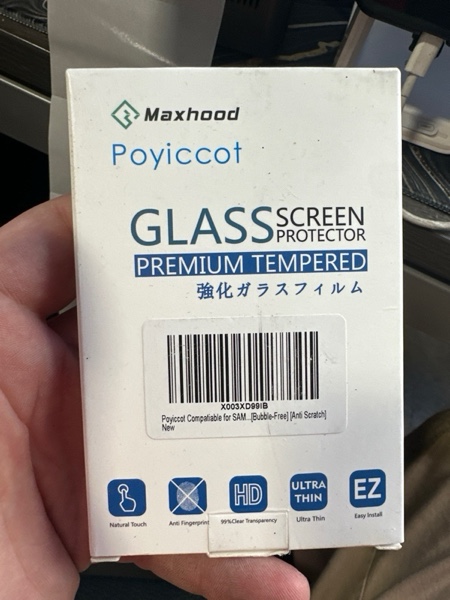 Maxhood
Poyiccot
GLASS SCREEN PROTECTOR
PREMIUM TEMPERED
強化ガラスフィルム
X003XD99IB
Poyiccot Compatiable for SAM...[Bubble-Free] [Anti Scratch]
New
HD
ULTRA THIN
EZ
Natural Touch
Anti Fingerprint
99%Clear Transparency
Ultra Thin
Easy Install